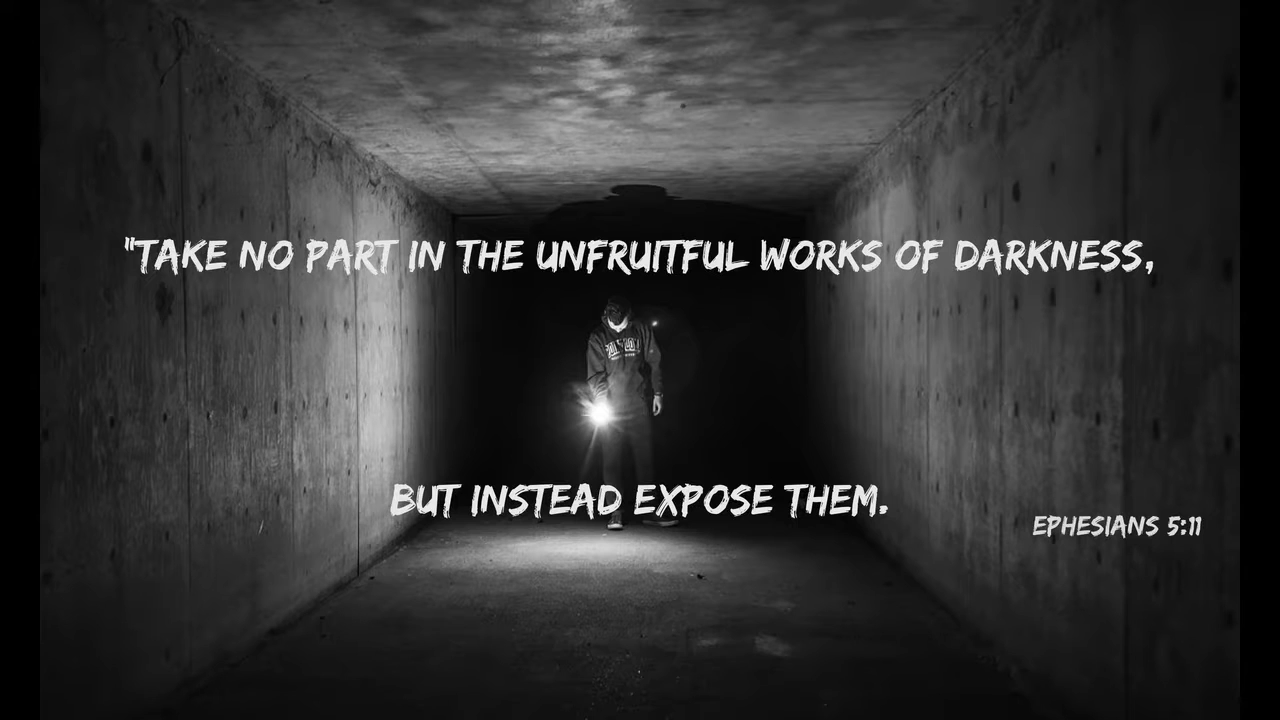 "TAKE NO PART IN THE UNFRUITFUL WORKS OF DARKNESS,
BUT INSTEAD EXPOSE THEM.
EPHESIANS 5:11